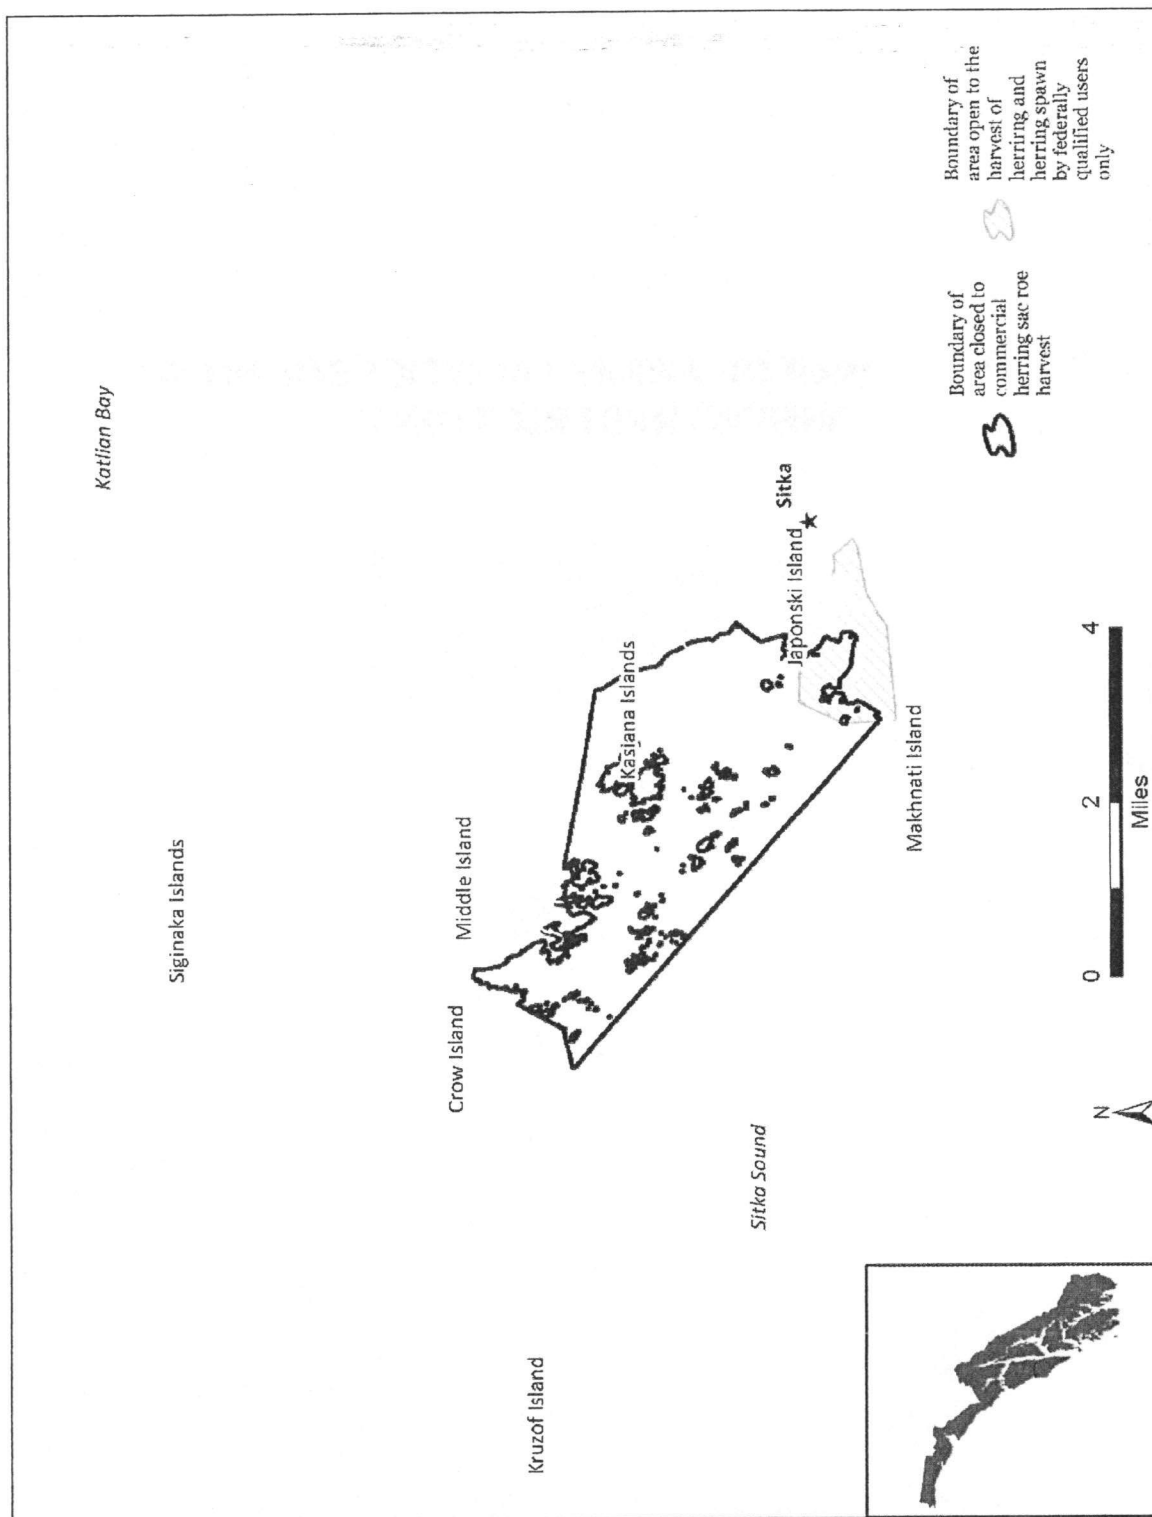 Katlian Bay
Siginaka Islands
Crow Island
Middle Island
Kasiana Islands
Kruzof Island
Sitka Sound
Japonski Island
Sitka
Makhnati Island
N
0
2
4
Miles
Boundary of
area closed to
commercial
herring sac roe
harvest
Boundary of
area open to the
harvest of
herrirng and
herring spawn
by federally
qualified users
only